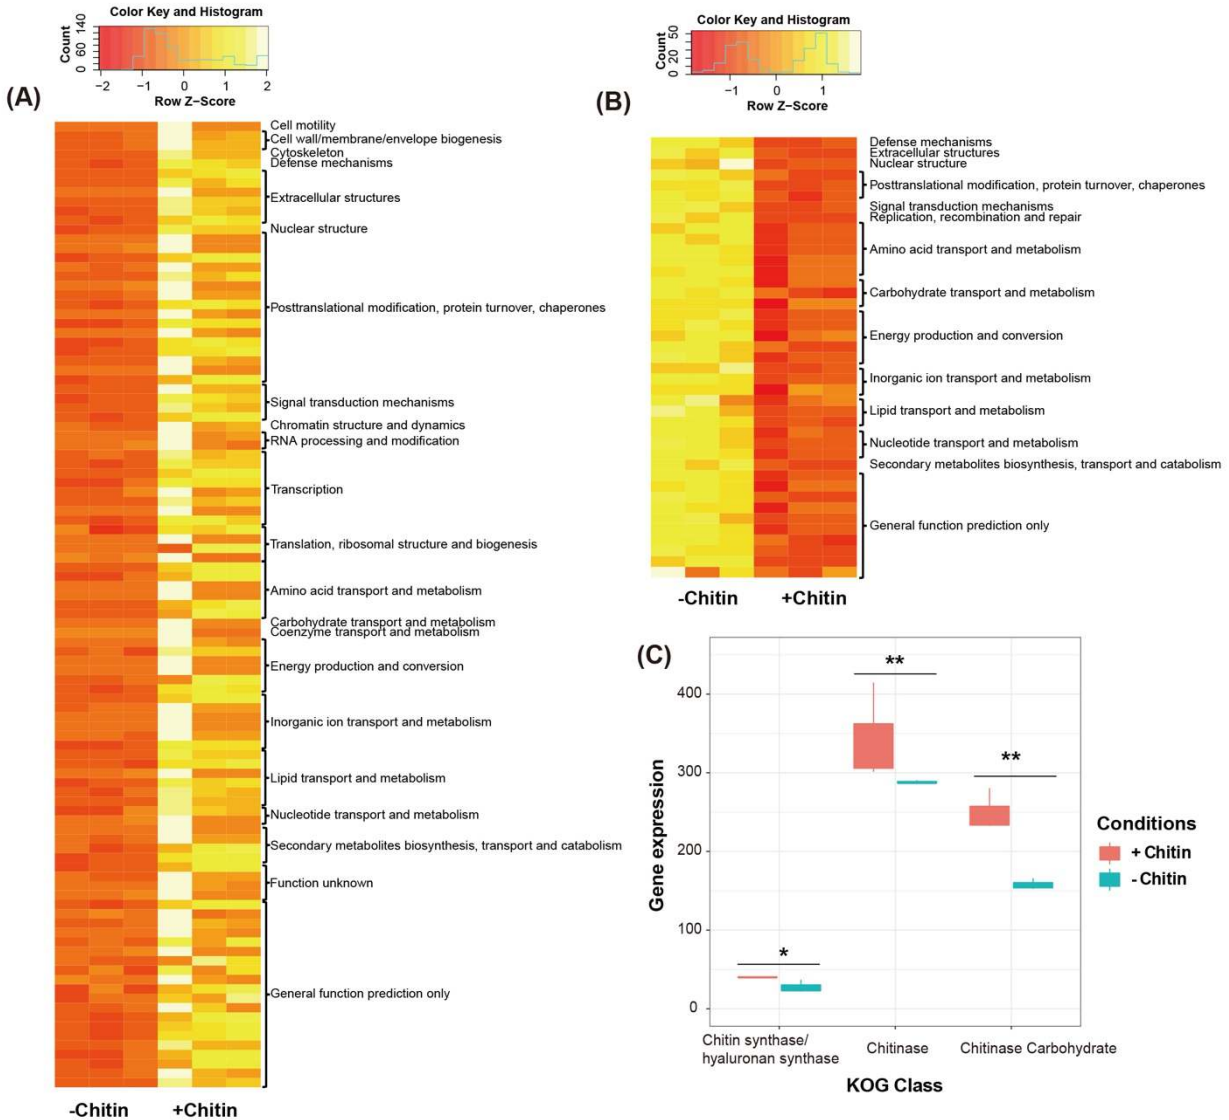 Color Key and Histogram
Count
0 60 140
−2 −1 0 1 2
Row Z−Score
(A)
Cell motility
Cell wall/membrane/envelope biogenesis
Cytoskeleton
Defense mechanisms
Extracellular structures
Nuclear structure
Posttranslational modification, protein turnover, chaperones
Signal transduction mechanisms
Chromatin structure and dynamics
RNA processing and modification
Transcription
Translation, ribosomal structure and biogenesis
Amino acid transport and metabolism
Carbohydrate transport and metabolism
Coenzyme transport and metabolism
Energy production and conversion
Inorganic ion transport and metabolism
Lipid transport and metabolism
Nucleotide transport and metabolism
Secondary metabolites biosynthesis, transport and catabolism
Function unknown
General function prediction only
-Chitin +Chitin
Color Key and Histogram
Count
0 20 50
−1 0 1
Row Z−Score
(B)
Defense mechanisms
Extracellular structures
Nuclear structure
Posttranslational modification, protein turnover, chaperones
Signal transduction mechanisms
Replication, recombination and repair
Amino acid transport and metabolism
Carbohydrate transport and metabolism
Energy production and conversion
Inorganic ion transport and metabolism
Lipid transport and metabolism
Nucleotide transport and metabolism
Secondary metabolites biosynthesis, transport and catabolism
General function prediction only
-Chitin +Chitin
(C)
Gene expression
400
300
200
100
0
**
**
*
Chitin synthase/
hyaluronan synthase
Chitinase
Chitinase Carbohydrate
KOG Class
Conditions
+ Chitin
- Chitin